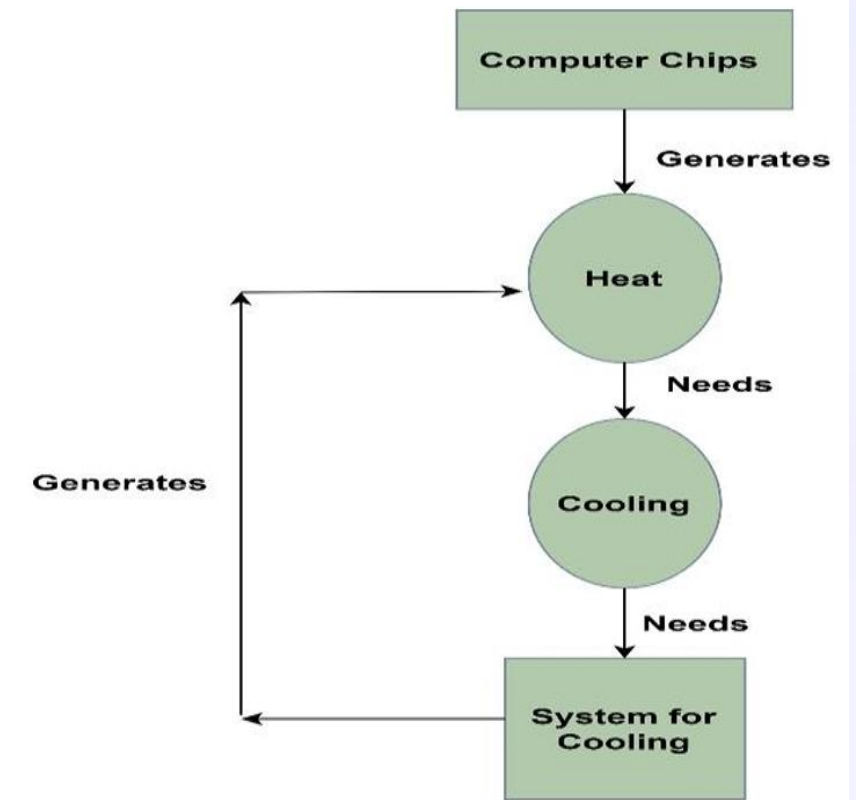 Computer Chips
Generates
Heat
Needs
Cooling
Generates
Needs
System for
Cooling